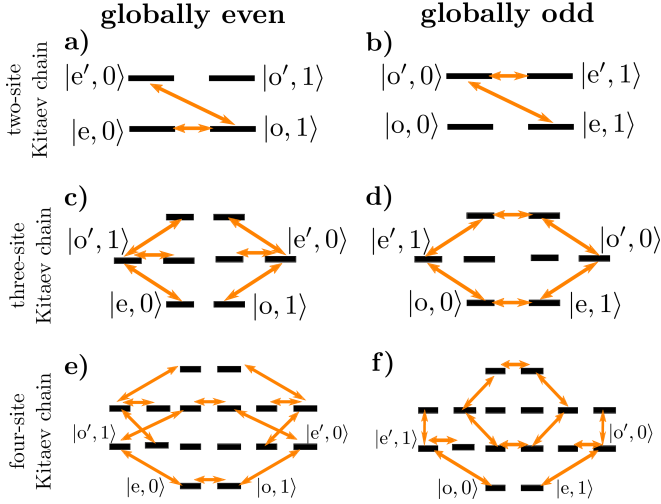 globally even
globally odd
two-site
Kitaev chain
a)
|e′, 0⟩
|o′, 1⟩
|e, 0⟩
|o, 1⟩
b)
|o′, 0⟩
|e′, 1⟩
|o, 0⟩
|e, 1⟩
three-site
Kitaev chain
c)
|o′, 1⟩
|e′, 0⟩
|e, 0⟩
|o, 1⟩
d)
|e′, 1⟩
|o′, 0⟩
|o, 0⟩
|e, 1⟩
four-site
Kitaev chain
e)
|o′, 1⟩
|e′, 0⟩
|e, 0⟩
|o, 1⟩
f)
|e′, 1⟩
|o′, 0⟩
|o, 0⟩
|e, 1⟩